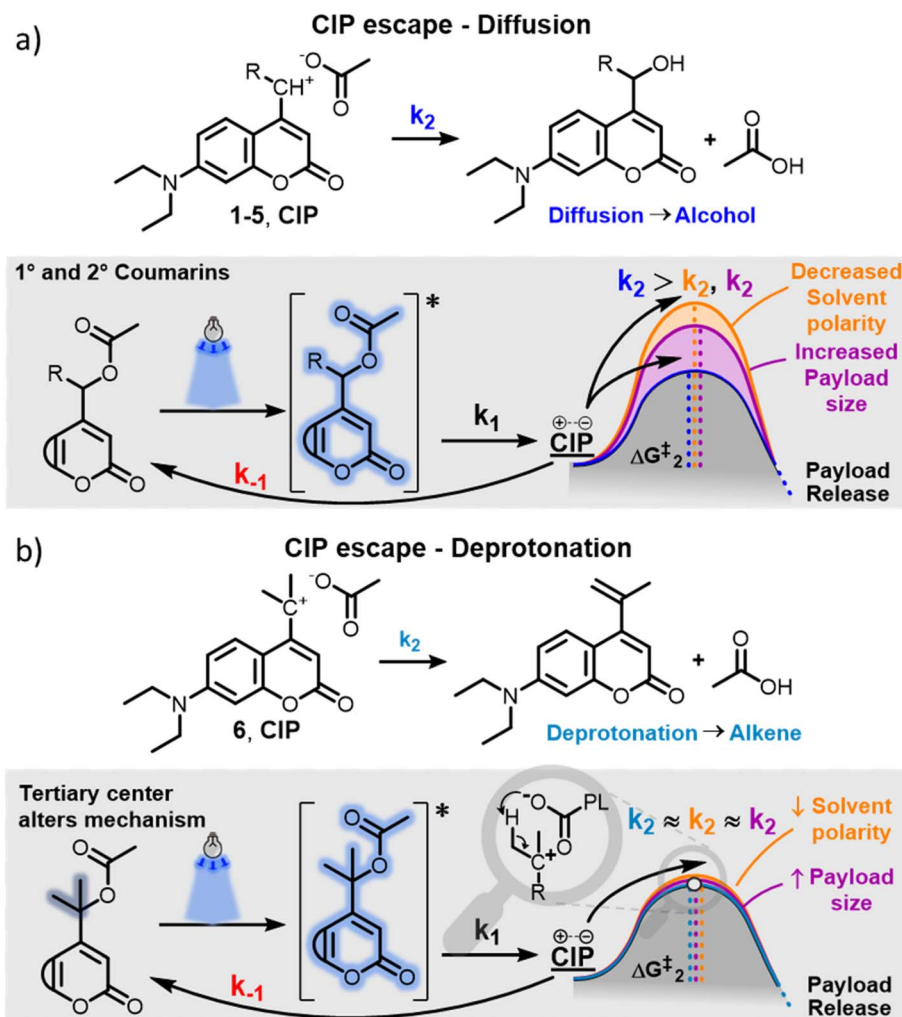 a)
CIP escape - Diffusion
R
CH+
-O
O
k2
R
OH
O
OH
+
N
O
O
N
O
O
1-5, CIP
Diffusion → Alcohol
1° and 2° Coumarins
O
O
R
O
O
*
O
R
O
O
O
k1
k-1
⊕--⊖
CIP
k2 > k2, k2
Decreased
Solvent
polarity
Increased
Payload
size
ΔG‡2
Payload
Release
b)
CIP escape - Deprotonation
C+
-O
O
k2
O
OH
+
N
O
O
N
O
O
6, CIP
Deprotonation → Alkene
Tertiary center
alters mechanism
O
O
O
O
*
O
O
O
O
k1
k-1
-O
PL
H
O
C+
R
⊕--⊖
CIP
k2 ≈ k2 ≈ k2
↓ Solvent
polarity
↑ Payload
size
ΔG‡2
Payload
Release